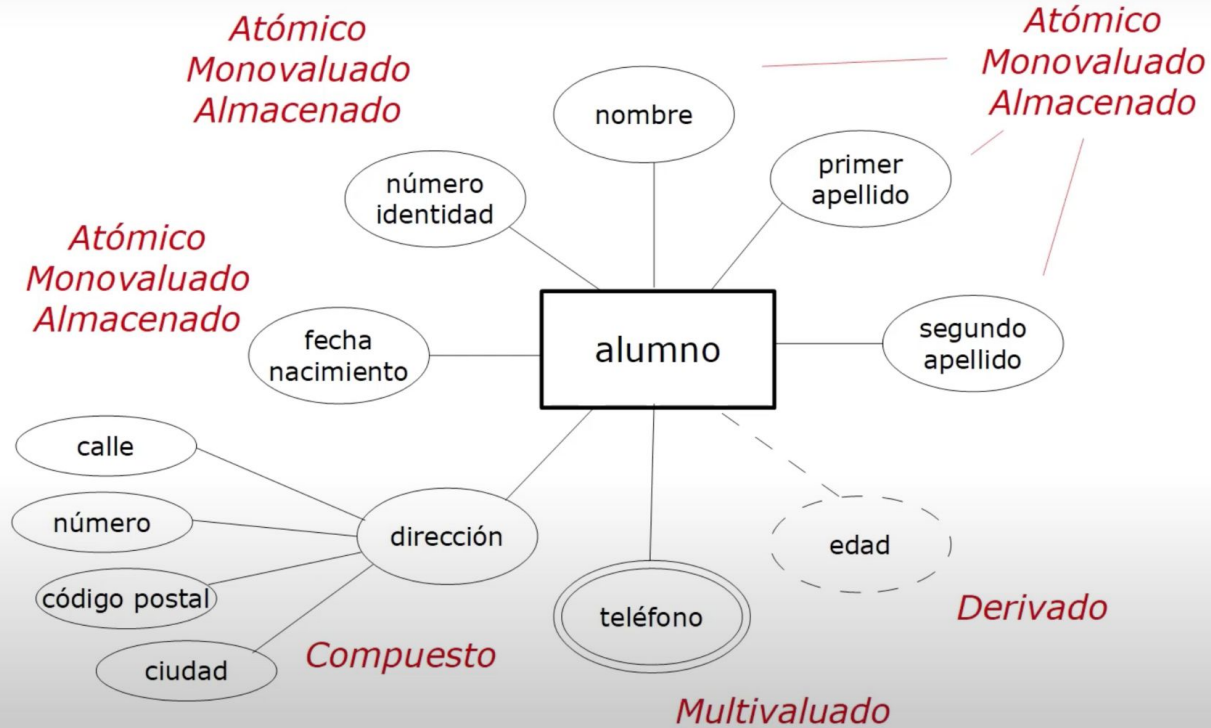 Atómico
Monovaluado
Almacenado
Atómico
Monovaluado
Almacenado
nombre
primer
apellido
número
identidad
Atómico
Monovaluado
Almacenado
fecha
nacimiento
alumno
segundo
apellido
calle
número
dirección
edad
código postal
teléfono
Derivado
ciudad
Compuesto
Multivaluado